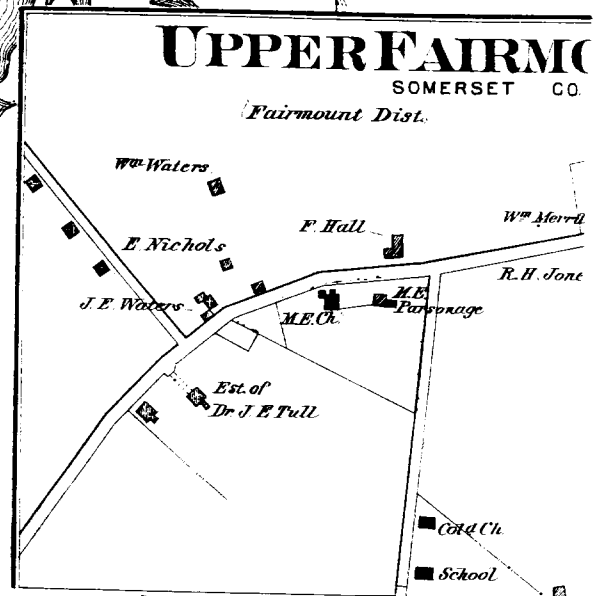 UPPER FAIRMO
SOMERSET CO.
Fairmount Dist.
Wm Waters
F. Hall
Wm Merril
E. Nichols
R. H. Jone
J. E. Waters
M. E. Ch.
M. E.
Parsonage
Est. of
Dr J. E. Tull
Col'd Ch.
School